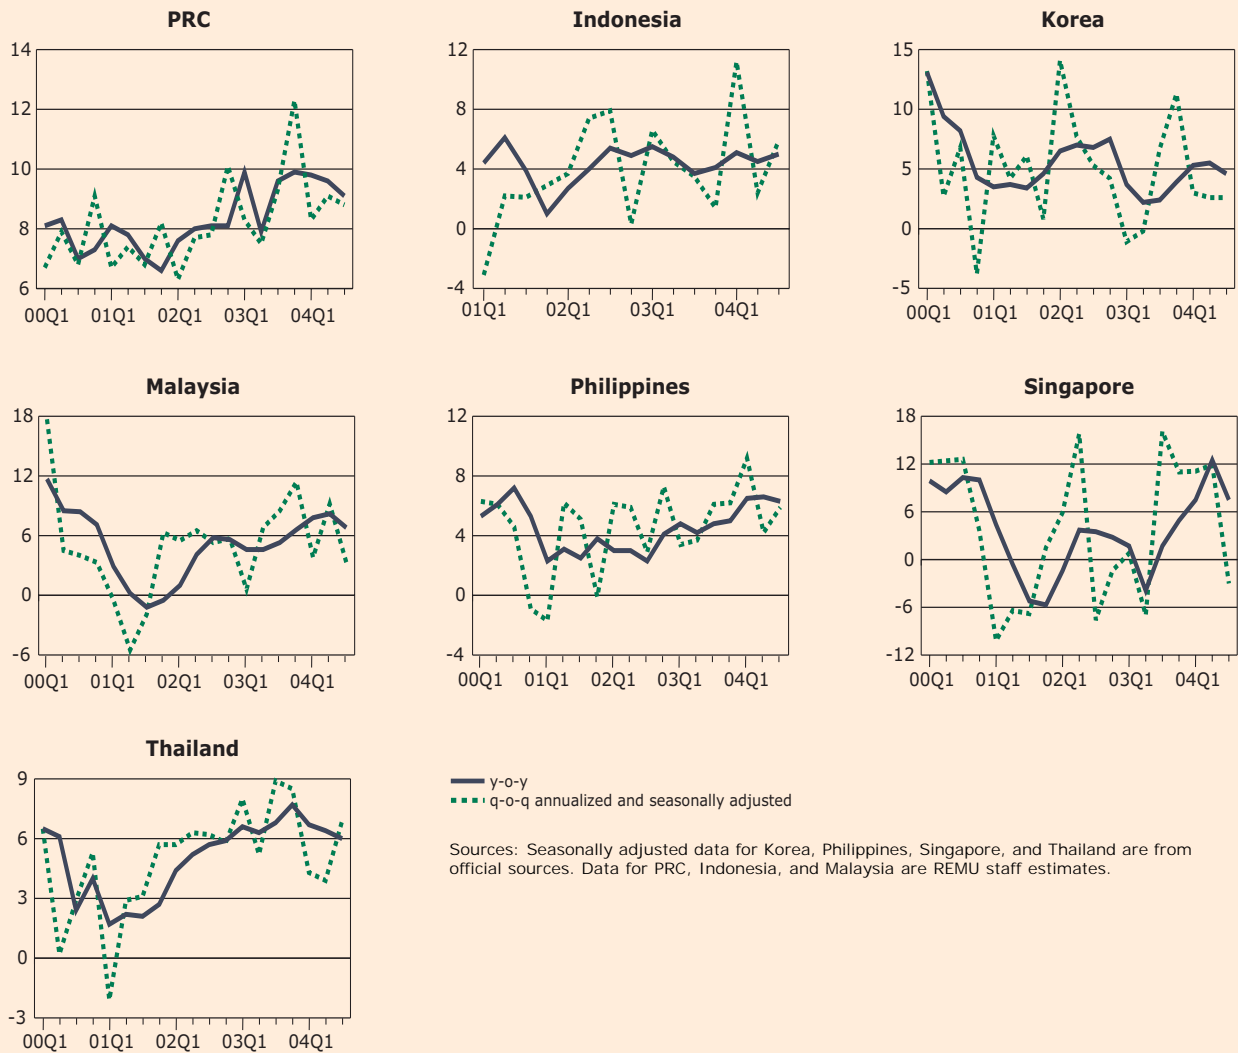 PRC
14
12
10
8
6
00Q1 01Q1 02Q1 03Q1 04Q1
Indonesia
12
8
4
0
-4
01Q1 02Q1 03Q1 04Q1
Korea
15
10
5
0
-5
00Q1 01Q1 02Q1 03Q1 04Q1
Malaysia
18
12
6
0
-6
00Q1 01Q1 02Q1 03Q1 04Q1
Philippines
12
8
4
0
-4
00Q1 01Q1 02Q1 03Q1 04Q1
Singapore
18
12
6
0
-6
-12
00Q1 01Q1 02Q1 03Q1 04Q1
Thailand
9
6
3
0
-3
00Q1 01Q1 02Q1 03Q1 04Q1
y-o-y
q-o-q annualized and seasonally adjusted
Sources: Seasonally adjusted data for Korea, Philippines, Singapore, and Thailand are from
official sources. Data for PRC, Indonesia, and Malaysia are REMU staff estimates.